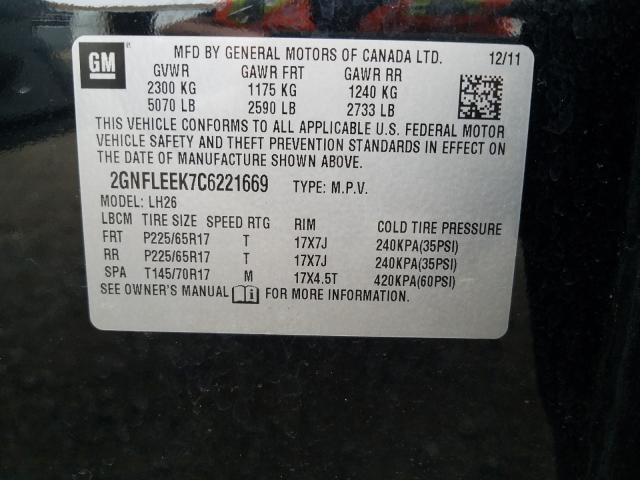 GM
MFD BY GENERAL MOTORS OF CANADA LTD. 12/11
GVWR GAWR FRT GAWR RR
2300 KG 1175 KG 1240 KG
5070 LB 2590 LB 2733 LB
THIS VEHICLE CONFORMS TO ALL APPLICABLE U.S. FEDERAL MOTOR
VEHICLE SAFETY AND THEFT PREVENTION STANDARDS IN EFFECT ON
THE DATE OF MANUFACTURE SHOWN ABOVE.
2GNFLEEK7C6221669 TYPE: M.P.V.
MODEL: LH26
LBCM TIRE SIZE SPEED RTG RIM COLD TIRE PRESSURE
FRT P225/65R17 T 17X7J 240KPA(35PSI)
RR P225/65R17 T 17X7J 240KPA(35PSI)
SPA T145/70R17 M 17X4.5T 420KPA(60PSI)
SEE OWNER'S MANUAL FOR MORE INFORMATION.